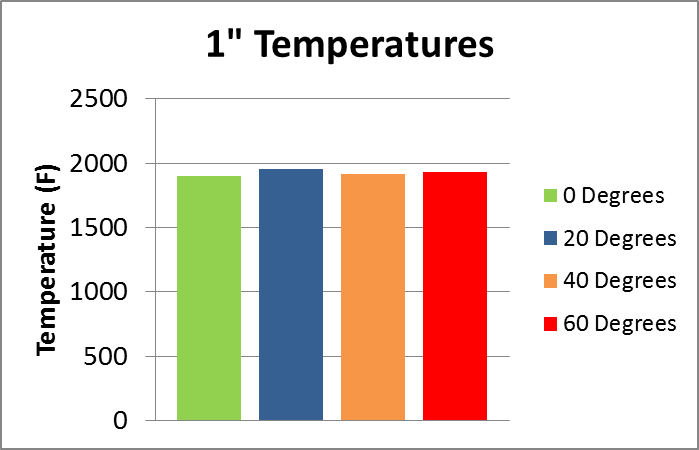 1" Temperatures
Temperature (F)
2500
2000
1500
1000
500
0
0 Degrees
20 Degrees
40 Degrees
60 Degrees